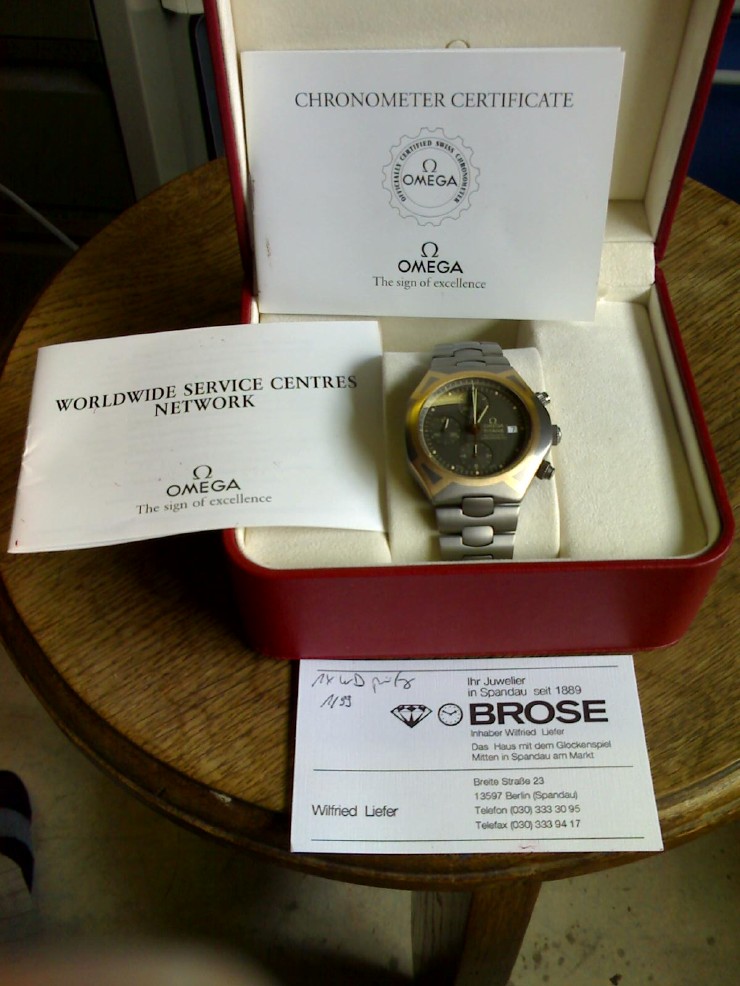 CHRONOMETER CERTIFICATE
OFFICIALLY CERTIFIED SWISS CHRONOMETER
Ω
OMEGA
Ω
OMEGA
The sign of excellence
WORLDWIDE SERVICE CENTRES
NETWORK
Ω
OMEGA
The sign of excellence
1x
1/99
Ihr Juwelier
in Spandau seit 1889
BROSE
Inhaber Wilfried Liefer
Das Haus mit dem Glockenspiel
Mitten in Spandau am Markt
Wilfried Liefer
Breite Straße 23
13597 Berlin (Spandau)
Telefon (030) 333 30 95
Telefax (030) 333 94 17